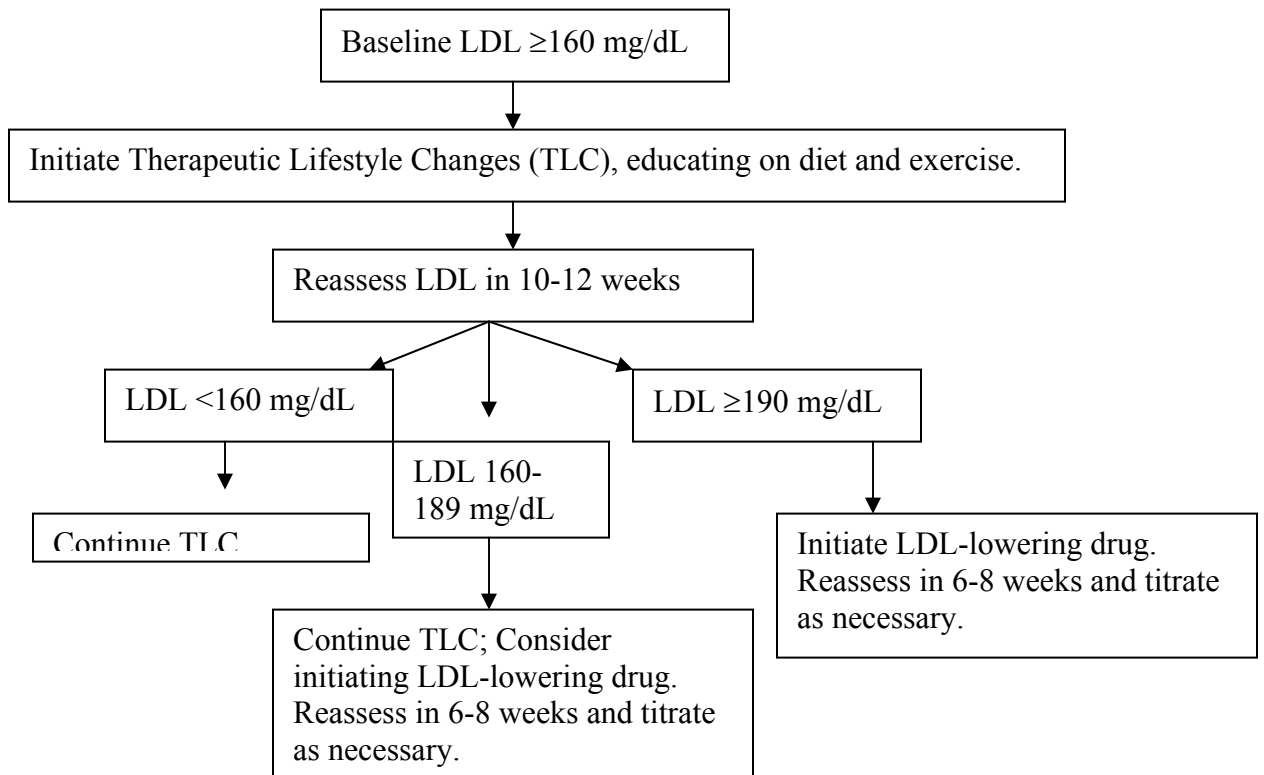 Baseline LDL ≥160 mg/dL
Initiate Therapeutic Lifestyle Changes (TLC), educating on diet and exercise.
Reassess LDL in 10-12 weeks
LDL <160 mg/dL
LDL 160-
189 mg/dL
LDL ≥190 mg/dL
Continue TLC
Continue TLC; Consider
initiating LDL-lowering drug.
Reassess in 6-8 weeks and titrate
as necessary.
Initiate LDL-lowering drug.
Reassess in 6-8 weeks and titrate
as necessary.